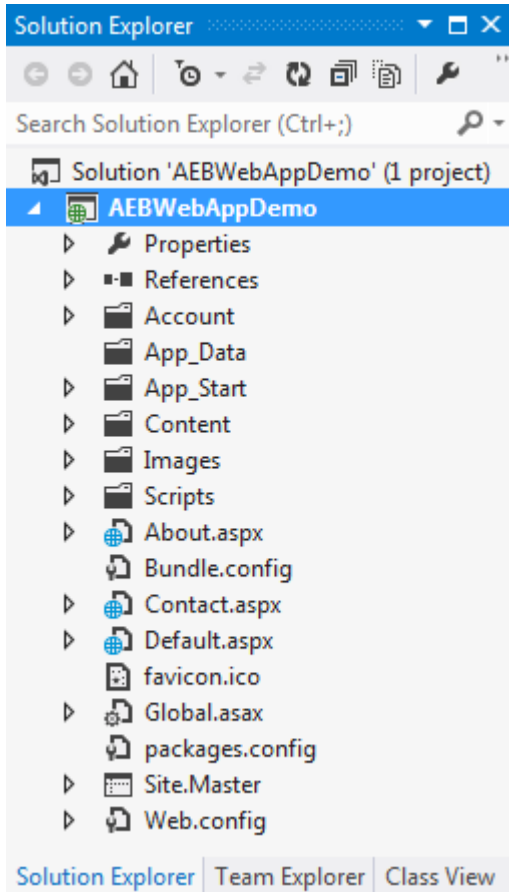 Solution Explorer
Search Solution Explorer (Ctrl+;)
Solution 'AEBWebAppDemo' (1 project)
AEBWebAppDemo
Properties
References
Account
App_Data
App_Start
Content
Images
Scripts
About.aspx
Bundle.config
Contact.aspx
Default.aspx
favicon.ico
Global.asax
packages.config
Site.Master
Web.config
Solution Explorer Team Explorer Class View